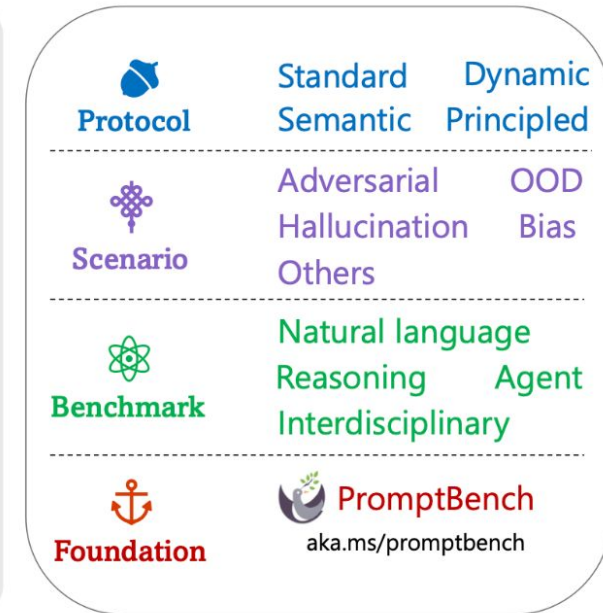 Protocol
Standard Dynamic
Semantic Principled
Scenario
Adversarial OOD
Hallucination Bias
Others
Benchmark
Natural language
Reasoning Agent
Interdisciplinary
Foundation
PromptBench
aka.ms/promptbench